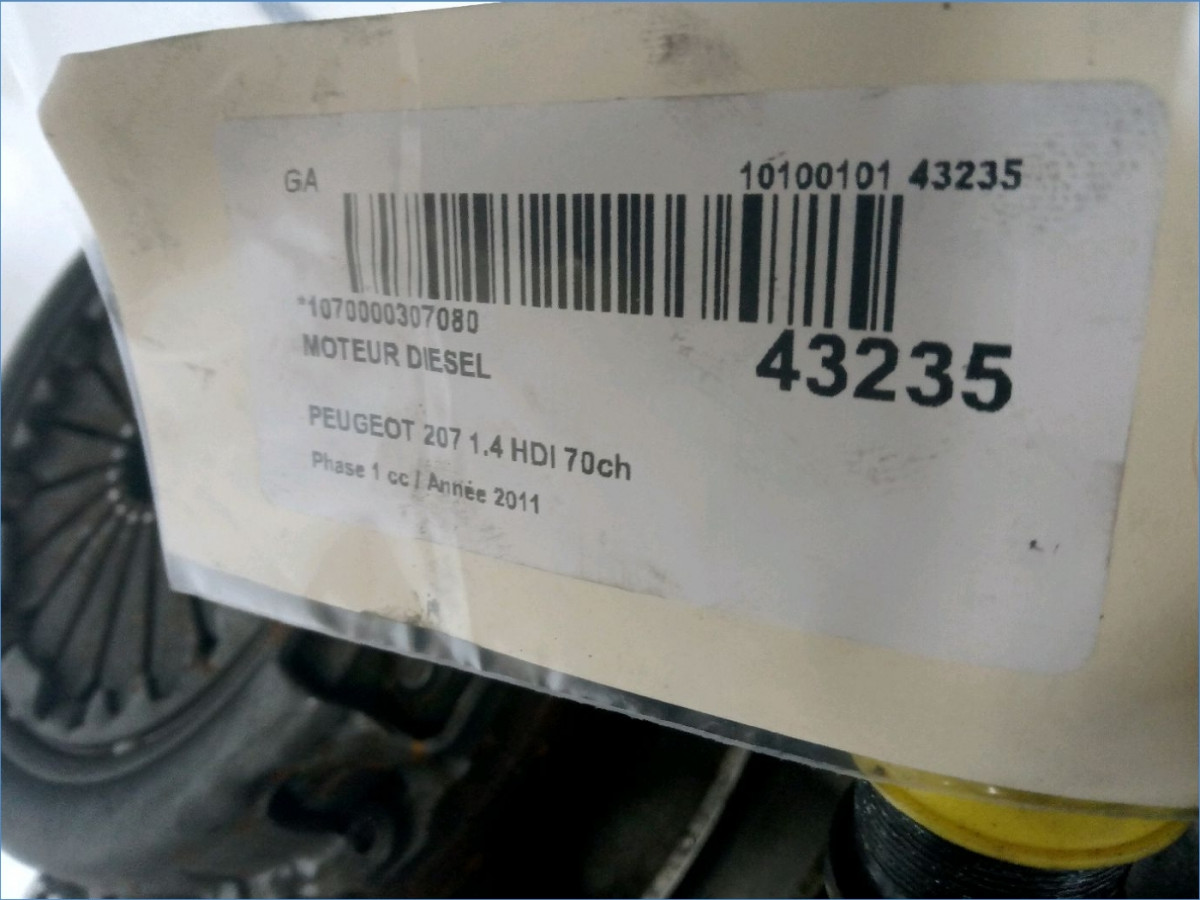 GA
10100101 43235
*1070000307080
MOTEUR DIESEL
43235
PEUGEOT 207 1.4 HDI 70ch
Phase 1 cc / Année 2011